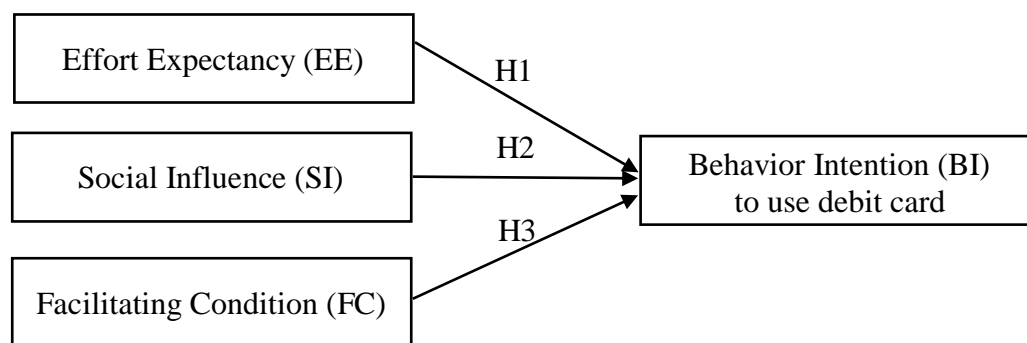 Effort Expectancy (EE)
H1
Social Influence (SI)
H2
Behavior Intention (BI)
to use debit card
H3
Facilitating Condition (FC)